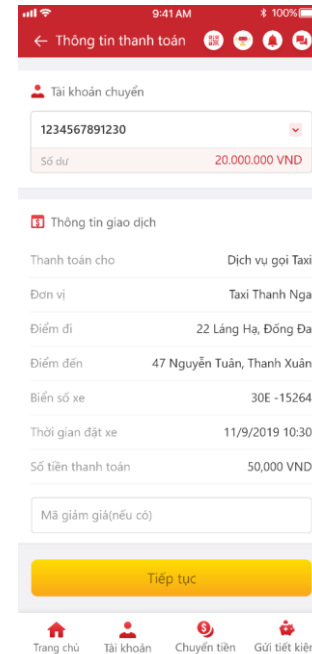 9:41 AM 100%
Thông tin thanh toán
Tài khoản chuyển
1234567891230
Số dư 20.000.000 VND
Thông tin giao dịch
Thanh toán cho Dịch vụ gọi Taxi
Đơn vị Taxi Thanh Nga
Điểm đi 22 Láng Hạ, Đống Đa
Điểm đến 47 Nguyễn Tuân, Thanh Xuân
Biển số xe 30E -15264
Thời gian đặt xe 11/9/2019 10:30
Số tiền thanh toán 50,000 VND
Mã giảm giá(nếu có)
Tiếp tục
Trang chủ Tài khoản Chuyển tiền Gửi tiết kiệm